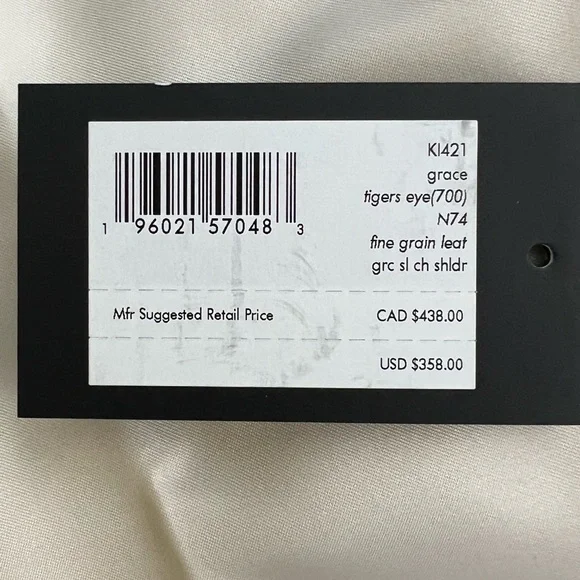 KI421
grace
tigers eye(700)
N74
fine grain leat
grc sl ch shldr
1 96021 57048 3
Mfr Suggested Retail Price CAD $438.00
USD $358.00